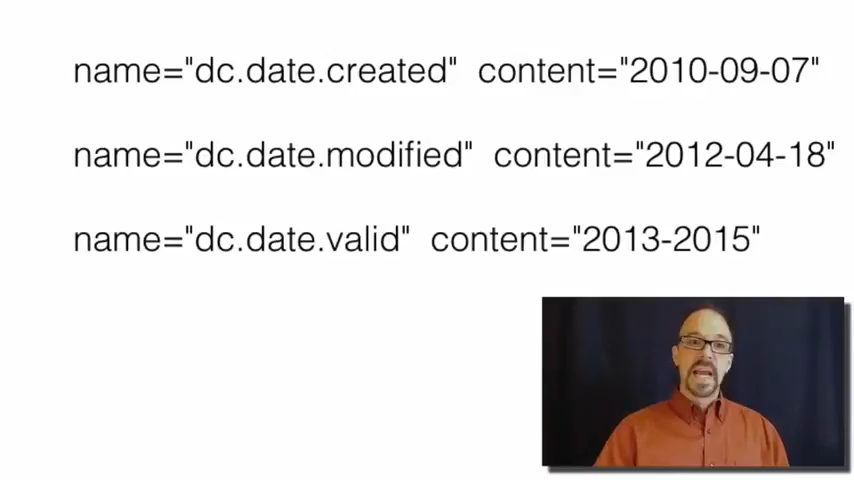 name="dc.date.created" content="2010-09-07"
name="dc.date.modified" content="2012-04-18"
name="dc.date.valid" content="2013-2015"